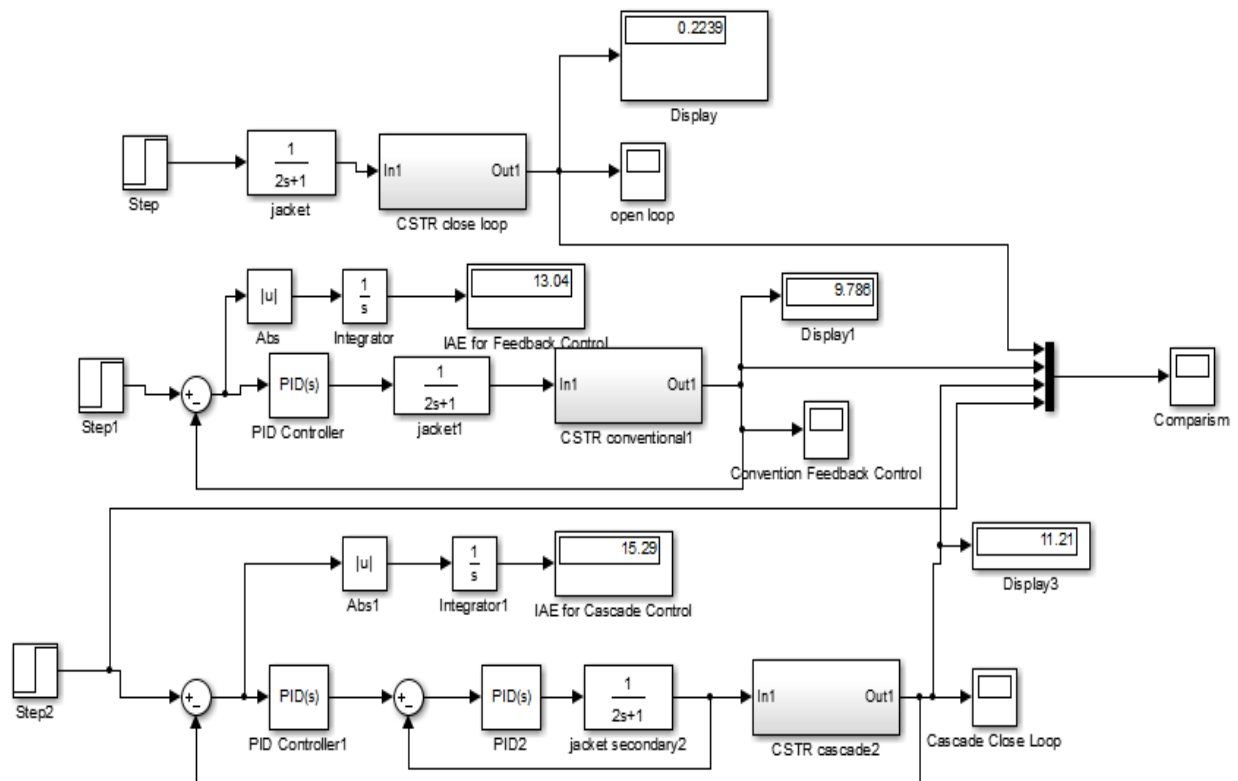 0.2239
Display
Step
1
2s+1
jacket
In1 Out1
CSTR close loop
open loop
|u|
Abs
1
s
Integrator
13.04
IAE for Feedback Control
9.786
Display1
Step1
+
−
PID(s)
PID Controller
1
2s+1
jacket1
In1 Out1
CSTR conventional1
Convention Feedback Control
Comparism
|u|
Abs1
1
s
Integrator1
15.29
IAE for Cascade Control
11.21
Display3
Step2
+
−
PID(s)
PID Controller1
+
−
PID(s)
PID2
1
2s+1
jacket secondary2
In1 Out1
CSTR cascade2
Cascade Close Loop